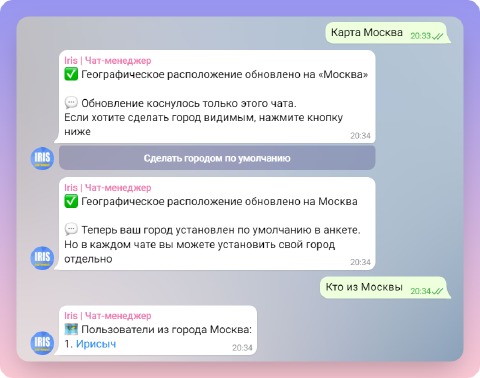 Карта Москва 20:33
Iris | Чат-менеджер
✅ Географическое расположение обновлено на «Москва»
💬 Обновление коснулось только этого чата.
Если хотите сделать город видимым, нажмите кнопку
ниже
20:34
IRIS
Сделать городом по умолчанию
Iris | Чат-менеджер
✅ Географическое расположение обновлено на Москва
💬 Теперь ваш город установлен по умолчанию в анкете.
Но в каждом чате вы можете установить свой город
отдельно 20:34
IRIS
Кто из Москвы 20:34
Iris | Чат-менеджер
🗺 Пользователи из города Москва:
1. Ирисыч 20:34
IRIS